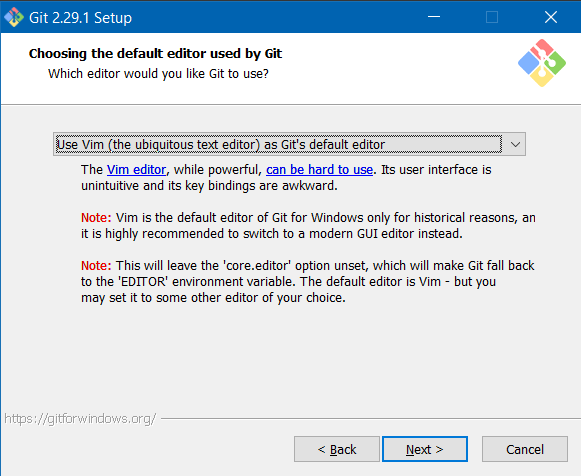 Git 2.29.1 Setup
Choosing the default editor used by Git
Which editor would you like Git to use?
Use Vim (the ubiquitous text editor) as Git's default editor
The Vim editor, while powerful, can be hard to use. Its user interface is
unintuitive and its key bindings are awkward.
Note: Vim is the default editor of Git for Windows only for historical reasons, an
it is highly recommended to switch to a modern GUI editor instead.
Note: This will leave the 'core.editor' option unset, which will make Git fall back
to the 'EDITOR' environment variable. The default editor is Vim - but you
may set it to some other editor of your choice.
https://gitforwindows.org/
< Back
Next >
Cancel